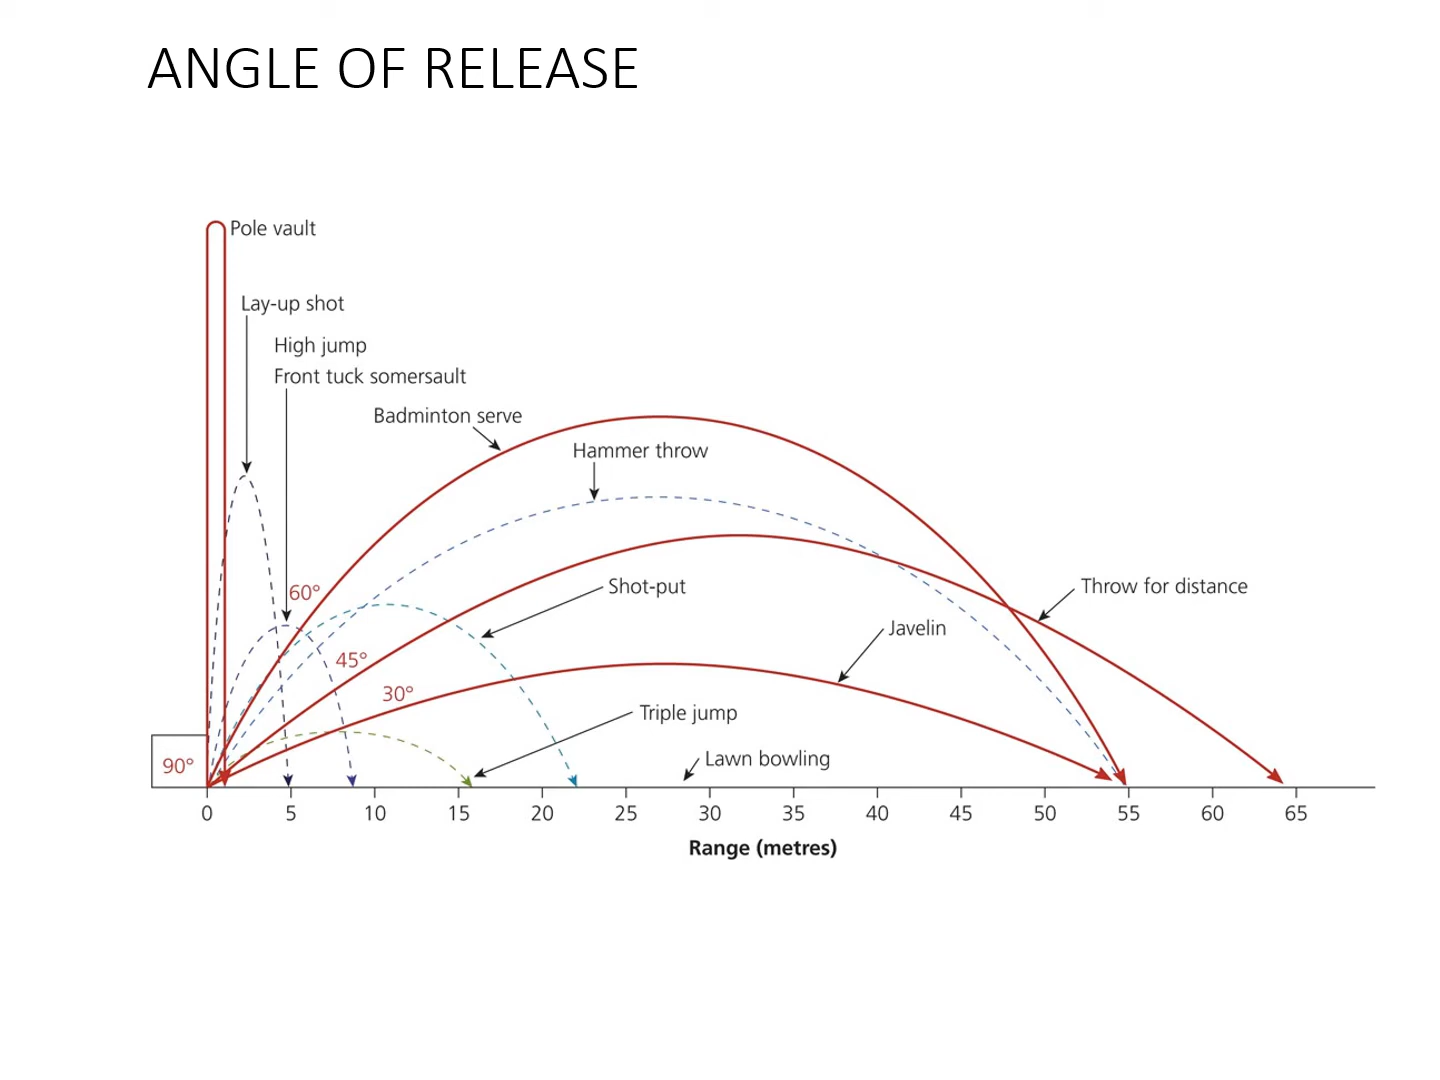 ANGLE OF RELEASE
Pole vault
Lay-up shot
High jump
Front tuck somersault
Badminton serve
Hammer throw
60°
Shot-put
Throw for distance
Javelin
45°
30°
Triple jump
Lawn bowling
90°
0 5 10 15 20 25 30 35 40 45 50 55 60 65
Range (metres)